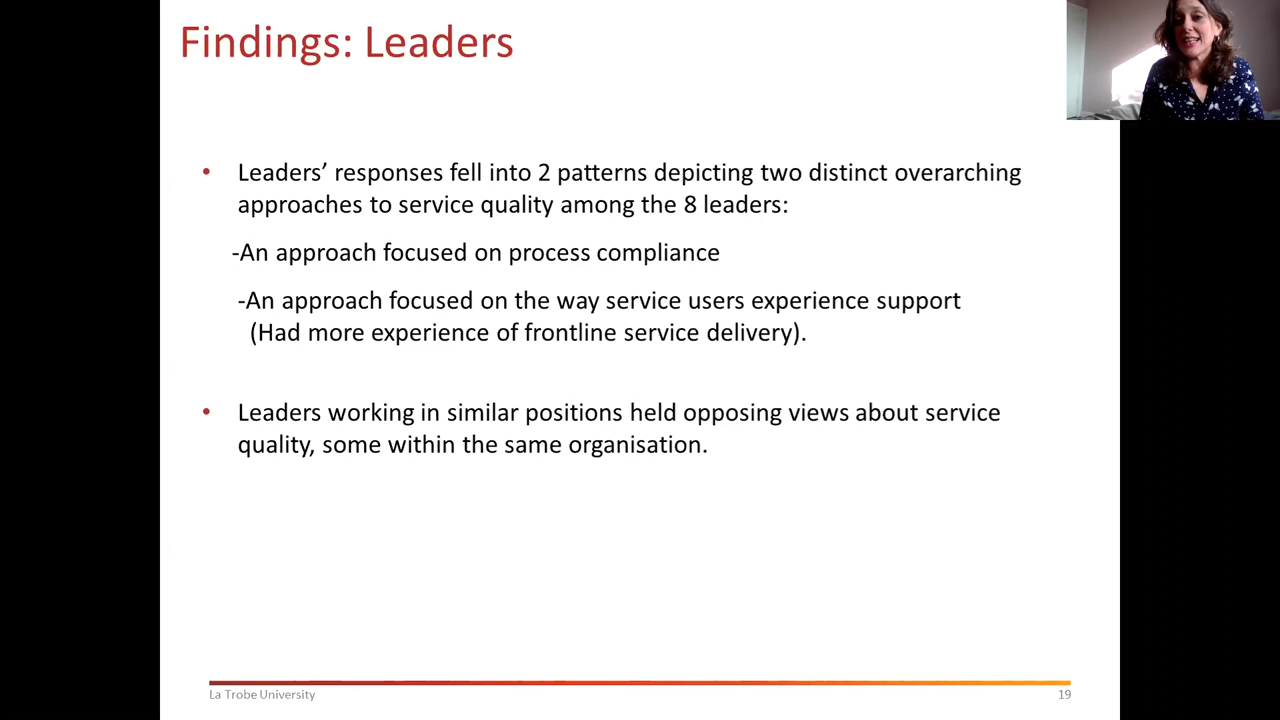 Findings: Leaders
• Leaders’ responses fell into 2 patterns depicting two distinct overarching
approaches to service quality among the 8 leaders:
-An approach focused on process compliance
-An approach focused on the way service users experience support
(Had more experience of frontline service delivery).
• Leaders working in similar positions held opposing views about service
quality, some within the same organisation.
La Trobe University
19